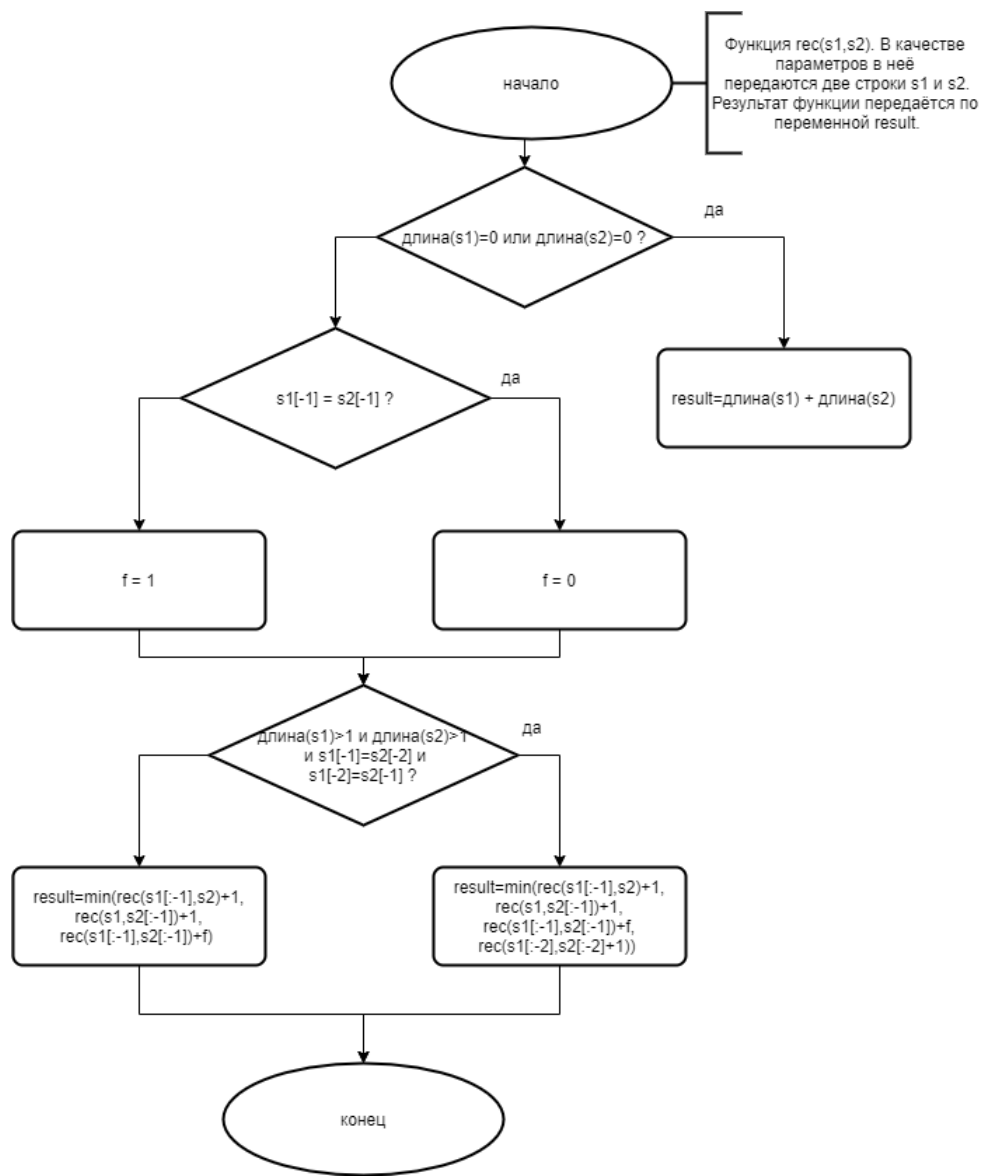 начало
Функция rec(s1,s2). В качестве
параметров в неё
передаются две строки s1 и s2.
Результат функции передаётся по
переменной result.
да
длина(s1)=0 или длина(s2)=0 ?
s1[-1] = s2[-1] ?
да
result=длина(s1) + длина(s2)
f = 1
f = 0
длина(s1)>1 и длина(s2)>1
и s1[-1]=s2[-2] и
s1[-2]=s2[-1] ?
да
result=min(rec(s1[:-1],s2)+1,
rec(s1,s2[:-1])+1,
rec(s1[:-1],s2[:-1])+f)
result=min(rec(s1[:-1],s2)+1,
rec(s1,s2[:-1])+1,
rec(s1[:-1],s2[:-1])+f,
rec(s1[:-2],s2[:-2]+1))
конец